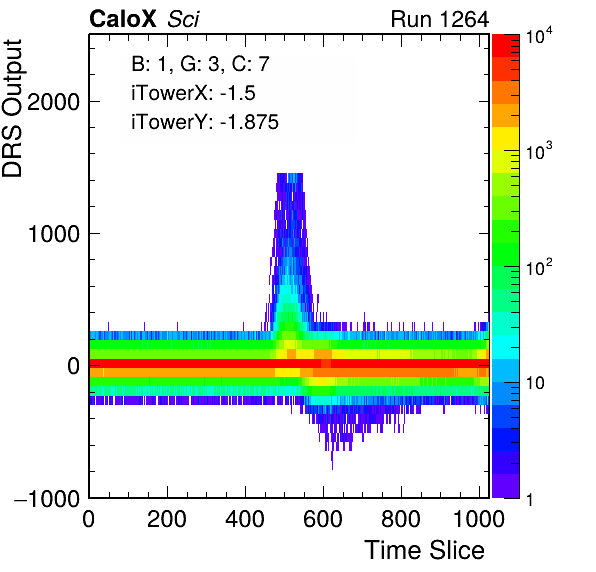 CaloX Sci Run 1264
B: 1, G: 3, C: 7
iTowerX: -1.5
iTowerY: -1.875
DRS Output
2000
1000
0
−1000
0 200 400 600 800 1000
Time Slice
10^4
10^3
10^2
10
1